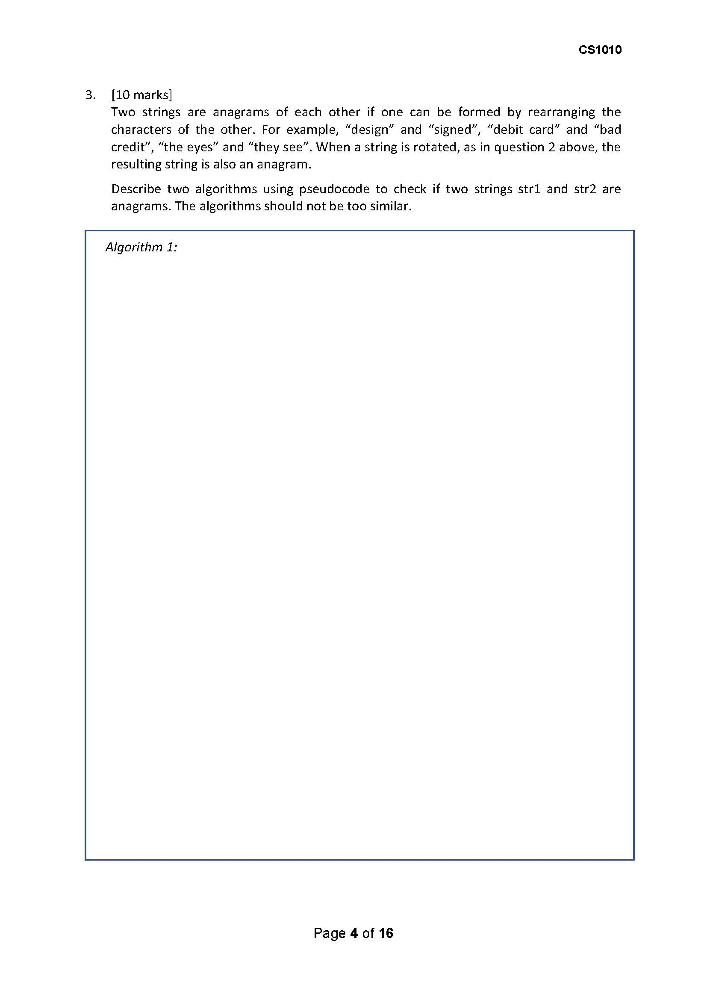 CS1010
3. [10 marks]
Two strings are anagrams of each other if one can be formed by rearranging the
characters of the other. For example, “design” and “signed”, “debit card” and “bad
credit”, “the eyes” and “they see”. When a string is rotated, as in question 2 above, the
resulting string is also an anagram.
Describe two algorithms using pseudocode to check if two strings str1 and str2 are
anagrams. The algorithms should not be too similar.
Algorithm 1:
Page 4 of 16